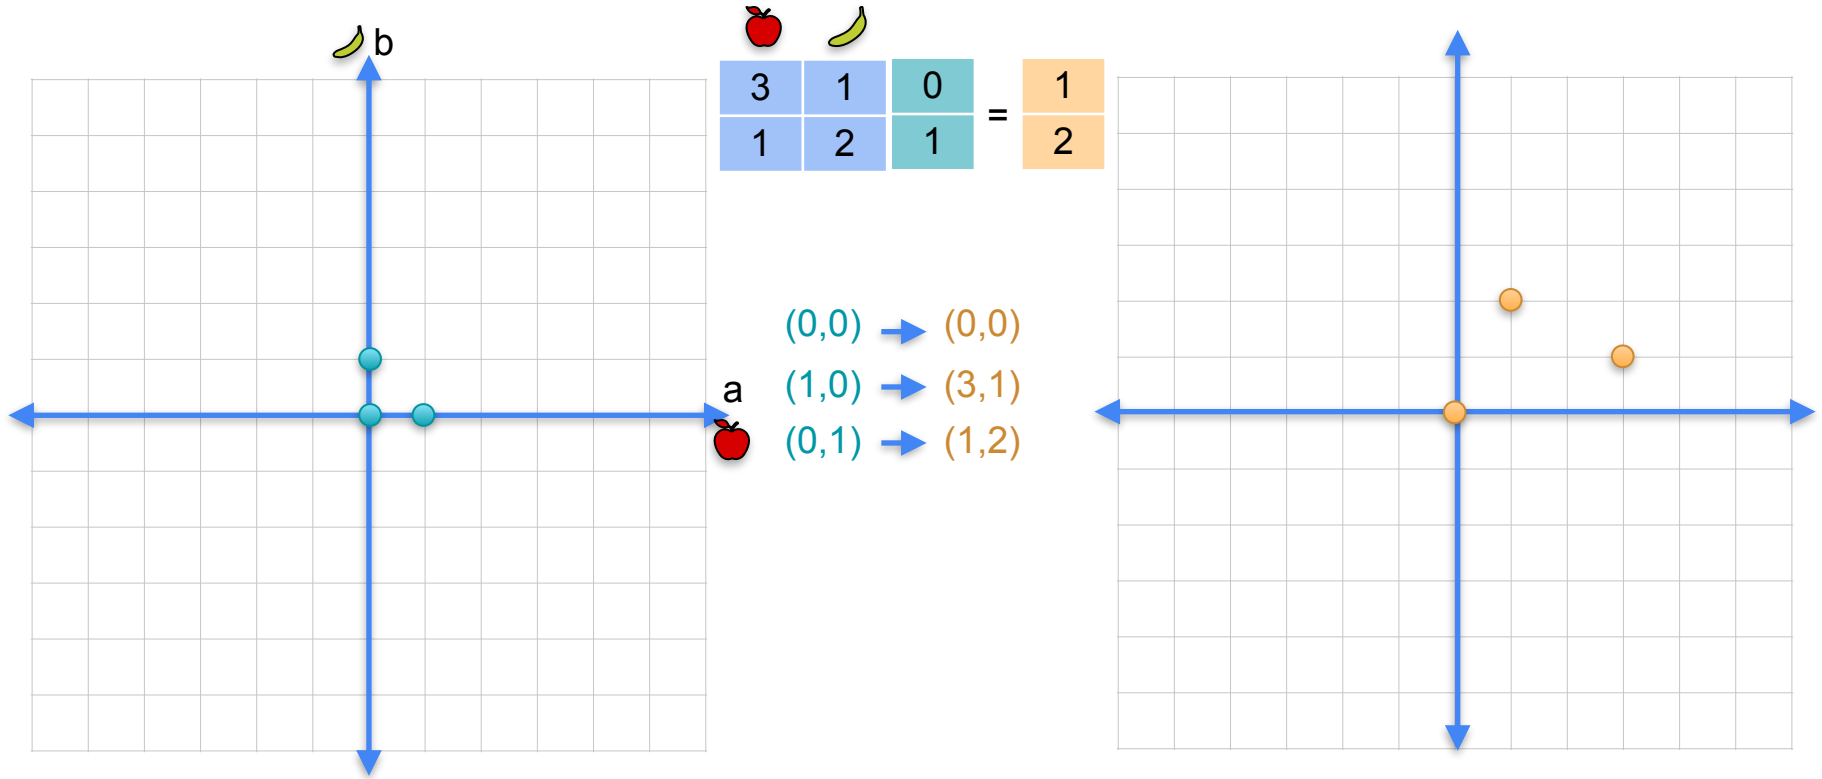 b
3 1 0 = 1
1 2 1 2
(0,0) (0,0)
a
(1,0) (3,1)
(0,1) (1,2)